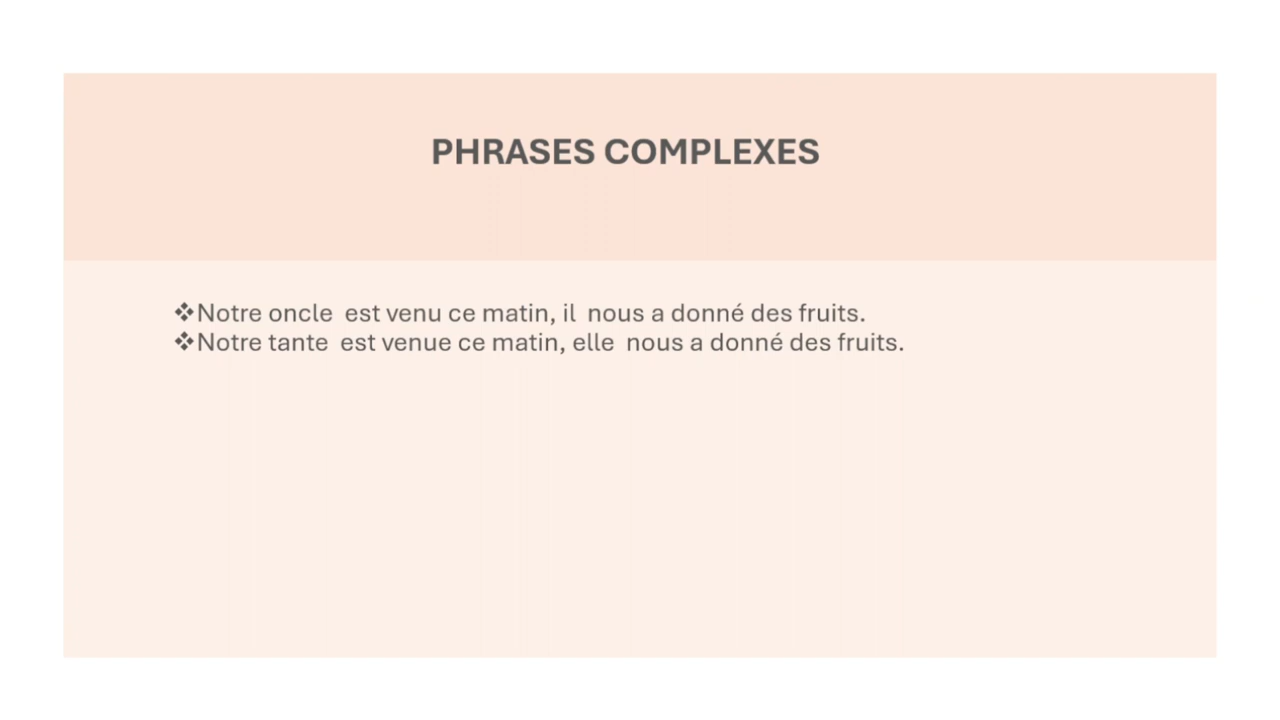 PHRASES COMPLEXES
❖Notre oncle  est venu ce matin, il  nous a donné des fruits.
❖Notre tante  est venue ce matin, elle  nous a donné des fruits.